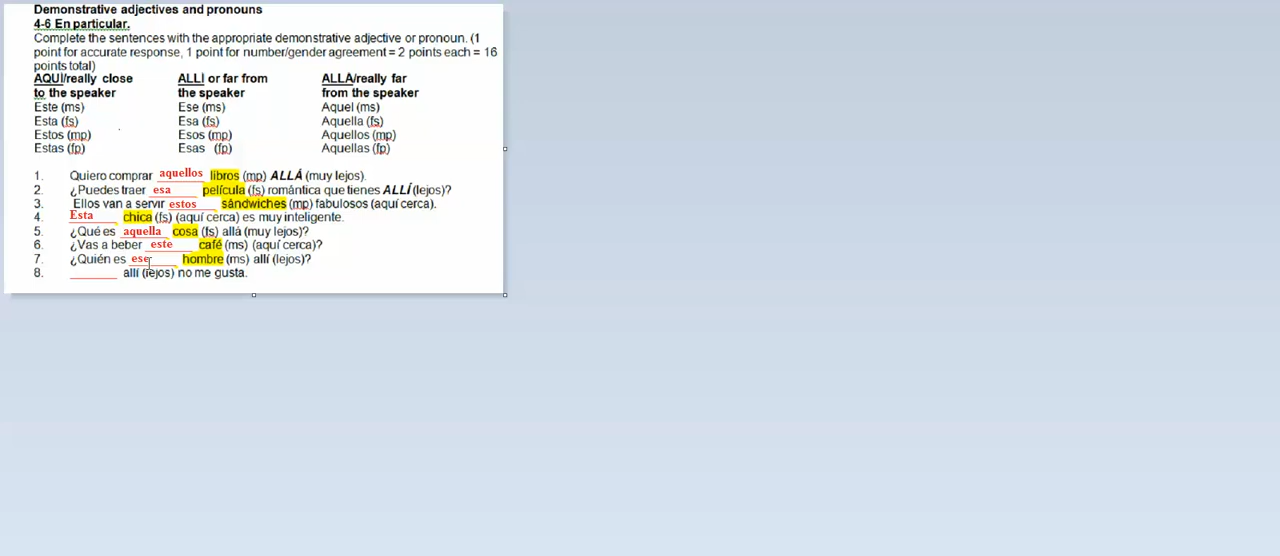 Demonstrative adjectives and pronouns
4-6 En particular.
Complete the sentences with the appropriate demonstrative adjective or pronoun. (1
point for accurate response, 1 point for number/gender agreement = 2 points each = 16
points total)
AQUÍ/really close ALLÍ or far from ALLÁ/really far
to the speaker the speaker from the speaker
Este (ms) Ese (ms) Aquel (ms)
Esta (fs) Esa (fs) Aquella (fs)
Estos (mp) Esos (mp) Aquellos (mp)
Estas (fp) Esas (fp) Aquellas (fp)
1. Quiero comprar aquellos libros (mp) ALLÁ (muy lejos).
2. ¿Puedes traer esa película (fs) romántica que tienes ALLÍ (lejos)?
3. Ellos van a servir estos sándwiches (mp) fabulosos (aquí cerca).
4. Esta chica (fs) (aquí cerca) es muy inteligente.
5. ¿Qué es aquella cosa (fs) allá (muy lejos)?
6. ¿Vas a beber este café (ms) (aquí cerca)?
7. ¿Quién es ese hombre (ms) allí (lejos)?
8. ________ allí (lejos) no me gusta.